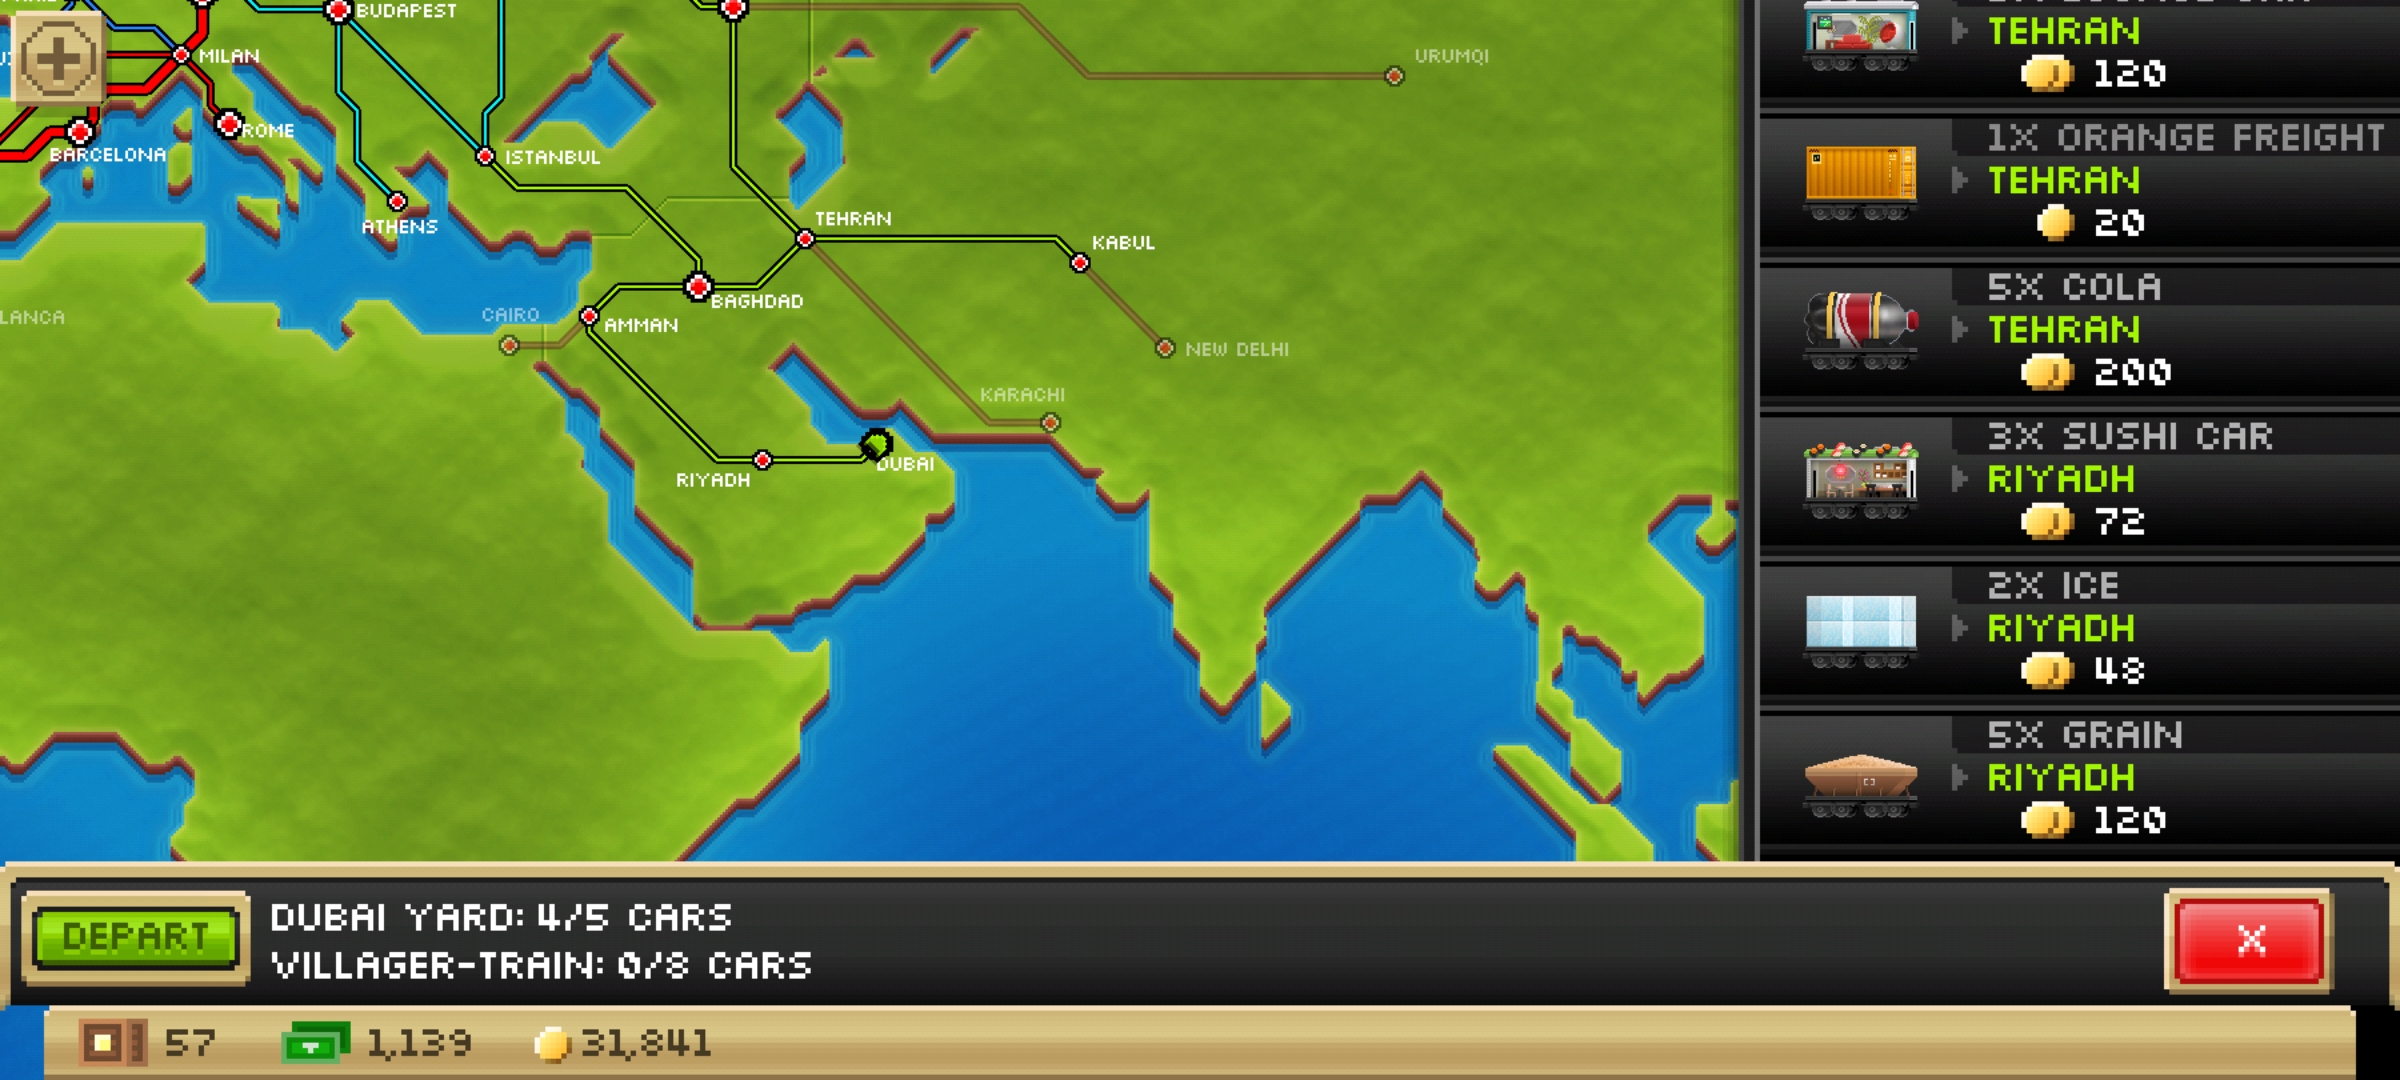 BUDAPEST
MILAN
URUMQI
ROME
BARCELONA
ISTANBUL
ATHENS
TEHRAN
KABUL
BAGHDAD
LANCA
CAIRO
AMMAN
NEW DELHI
KARACHI
DUBAI
RIYADH
TEHRAN
120
1X ORANGE FREIGHT
TEHRAN
20
5X COLA
TEHRAN
200
3X SUSHI CAR
RIYADH
72
2X ICE
RIYADH
48
5X GRAIN
RIYADH
120
DEPART
DUBAI YARD: 4/5 CARS
VILLAGER-TRAIN: 0/8 CARS
X
57
1,139
31,841